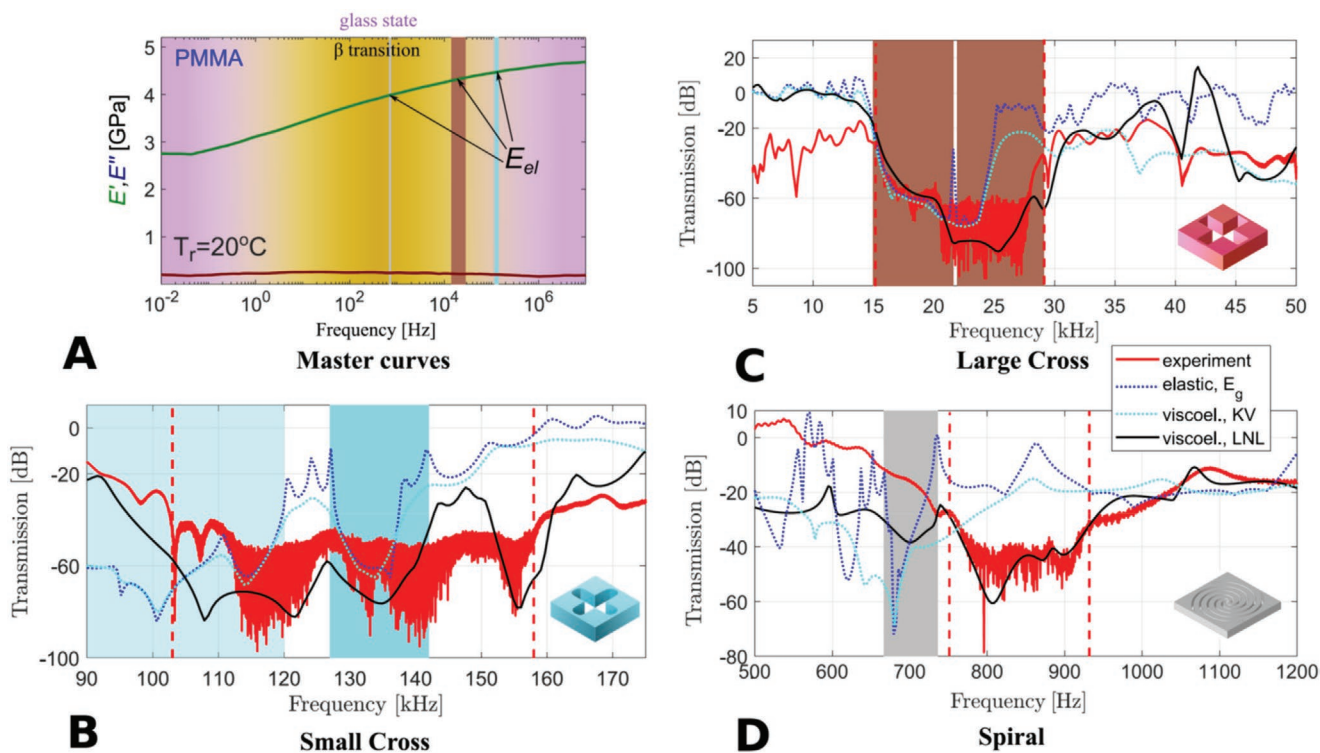 glass state
PMMA
β transition
E_el
T_r=20°C
E',E'' [GPa]
5
4
3
2
1
10^-2
10^0
10^2
10^4
10^6
Frequency [Hz]
A
Master curves
Transmission [dB]
20
0
-20
-60
-100
5
10
15
20
25
30
35
40
45
50
Frequency [kHz]
C
Large Cross
experiment
elastic, E_g
viscoel., KV
viscoel., LNL
Transmission [dB]
0
-20
-60
-100
90
100
110
120
130
140
150
160
170
Frequency [kHz]
B
Small Cross
Transmission [dB]
10
0
-20
-40
-60
-80
500
600
700
800
900
1000
1100
1200
Frequency [Hz]
D
Spiral